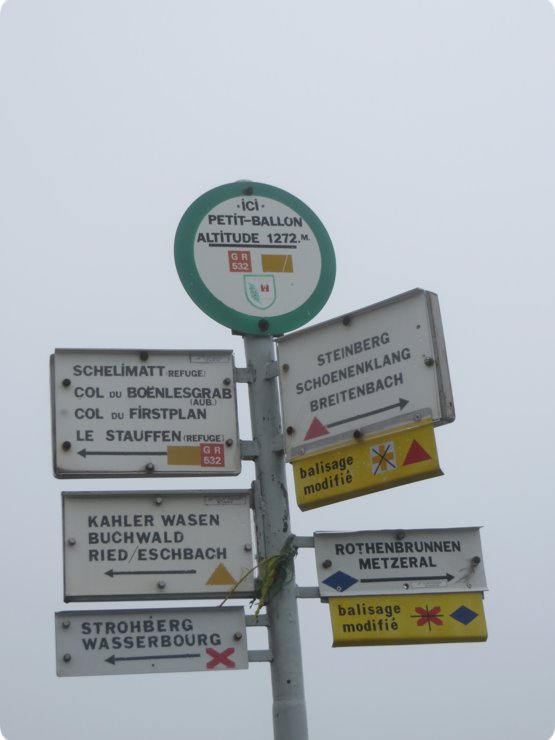 ici
PETIT-BALLON
ALTITUDE 1272.M.
GR
532
SCHELIMATT (REFUGE)
COL DU BOËNLESGRAB
(AUB.)
COL DU FIRSTPLAN
LE STAUFFEN (REFUGE)
GR
532
STEINBERG
SCHOENENKLANG
BREITENBACH
balisage
modifié
KAHLER WASEN
BUCHWALD
RIED/ESCHBACH
ROTHENBRUNNEN
METZERAL
balisage
modifié
STROHBERG
WASSERBOURG